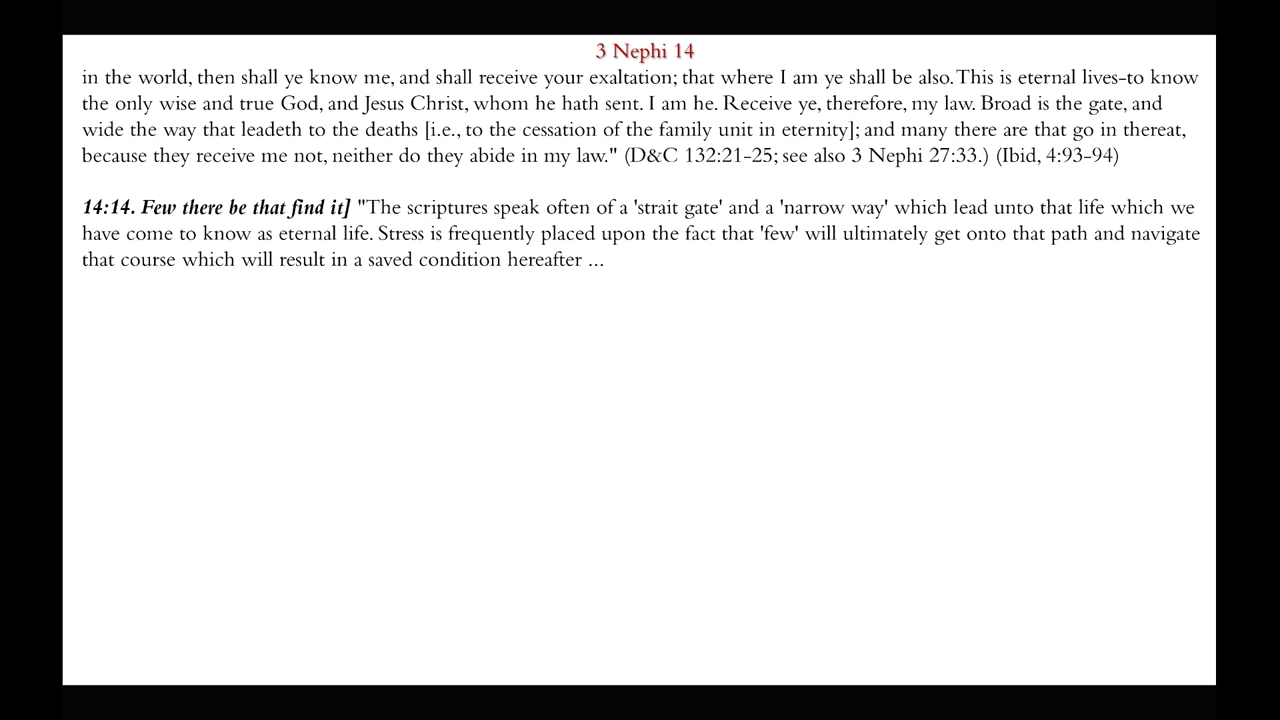 3 Nephi 14
in the world, then shall ye know me, and shall receive your exaltation; that where I am ye shall be also. This is eternal lives-to know
the only wise and true God, and Jesus Christ, whom he hath sent. I am he. Receive ye, therefore, my law. Broad is the gate, and
wide the way that leadeth to the deaths [i.e., to the cessation of the family unit in eternity]; and many there are that go in thereat,
because they receive me not, neither do they abide in my law." (D&C 132:21-25; see also 3 Nephi 27:33.) (Ibid, 4:93-94)
14:14. Few there be that find it] "The scriptures speak often of a 'strait gate' and a 'narrow way' which lead unto that life which we
have come to know as eternal life. Stress is frequently placed upon the fact that 'few' will ultimately get onto that path and navigate
that course which will result in a saved condition hereafter ...